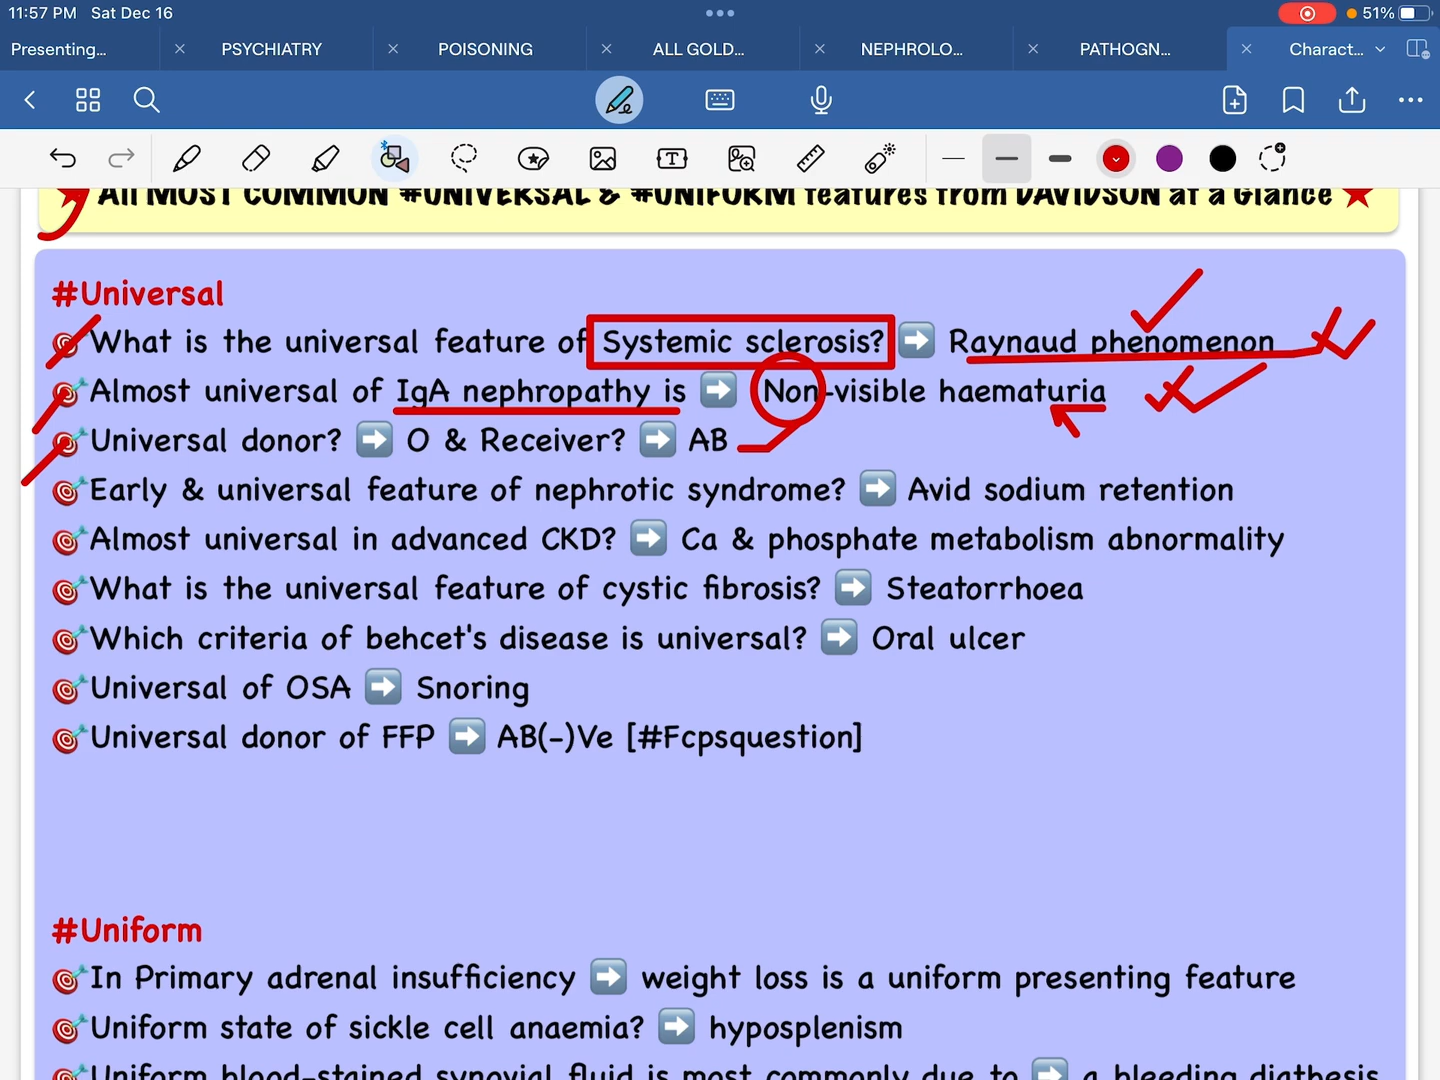 11:57 PM Sat Dec 16
51%
Presenting...
PSYCHIATRY
POISONING
ALL GOLD...
NEPHROLO...
PATHOGN...
Charact...
All MOST COMMON #UNIVERSAL & #UNIFORM features from DAVIDSON at a Glance
#Universal
What is the universal feature of Systemic sclerosis? ➡ Raynaud phenomenon
Almost universal of IgA nephropathy is ➡ Non-visible haematuria
Universal donor? ➡ O & Receiver? ➡ AB
Early & universal feature of nephrotic syndrome? ➡ Avid sodium retention
Almost universal in advanced CKD? ➡ Ca & phosphate metabolism abnormality
What is the universal feature of cystic fibrosis? ➡ Steatorrhoea
Which criteria of behcet's disease is universal? ➡ Oral ulcer
Universal of OSA ➡ Snoring
Universal donor of FFP ➡ AB(-)Ve [#Fcpsquestion]
#Uniform
In Primary adrenal insufficiency ➡ weight loss is a uniform presenting feature
Uniform state of sickle cell anaemia? ➡ hyposplenism
Uniform blood-stained synovial fluid is most commonly due to ➡ a bleeding diathesis